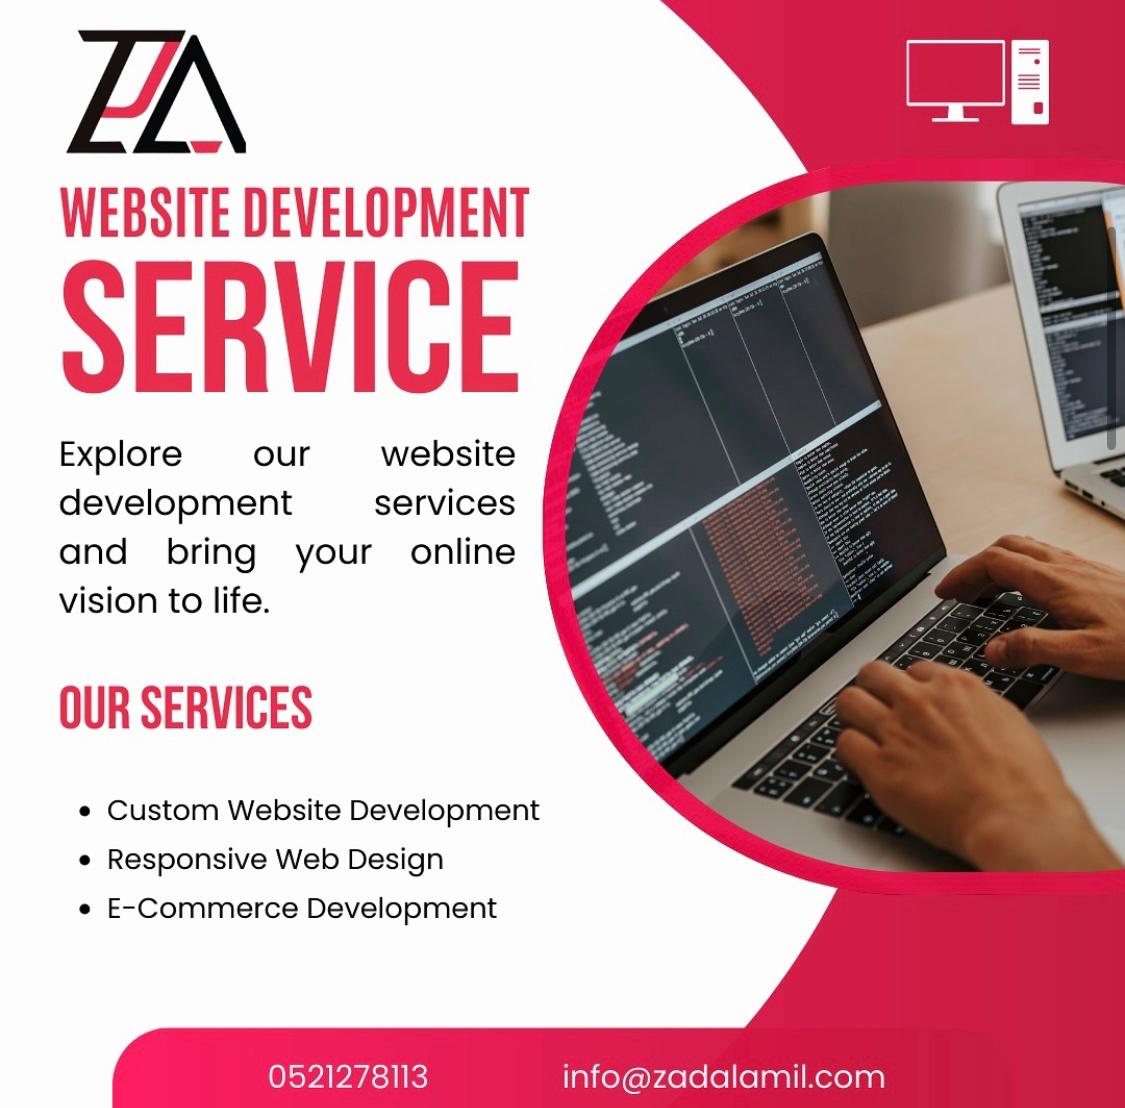 ZA
WEBSITE DEVELOPMENT
SERVICE
Explore our website
development services
and bring your online
vision to life.
OUR SERVICES
• Custom Website Development
• Responsive Web Design
• E-Commerce Development
0521278113 info@zadalamil.com